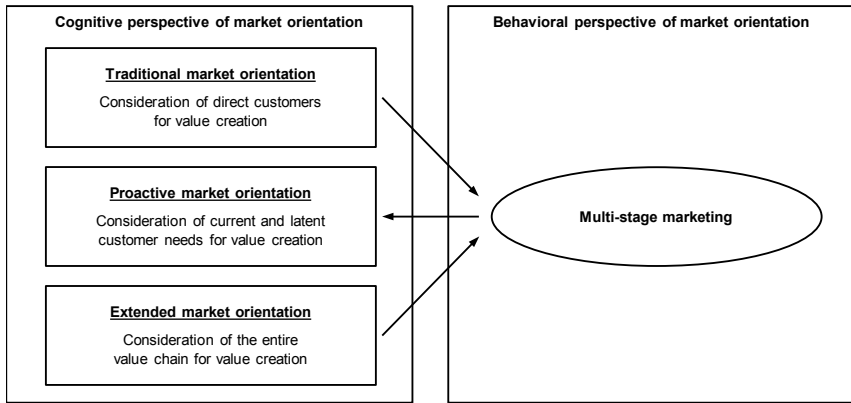 Cognitive perspective of market orientation
Traditional market orientation
Consideration of direct customers
for value creation
Proactive market orientation
Consideration of current and latent
customer needs for value creation
Extended market orientation
Consideration of the entire
value chain for value creation
Behavioral perspective of market orientation
Multi-stage marketing